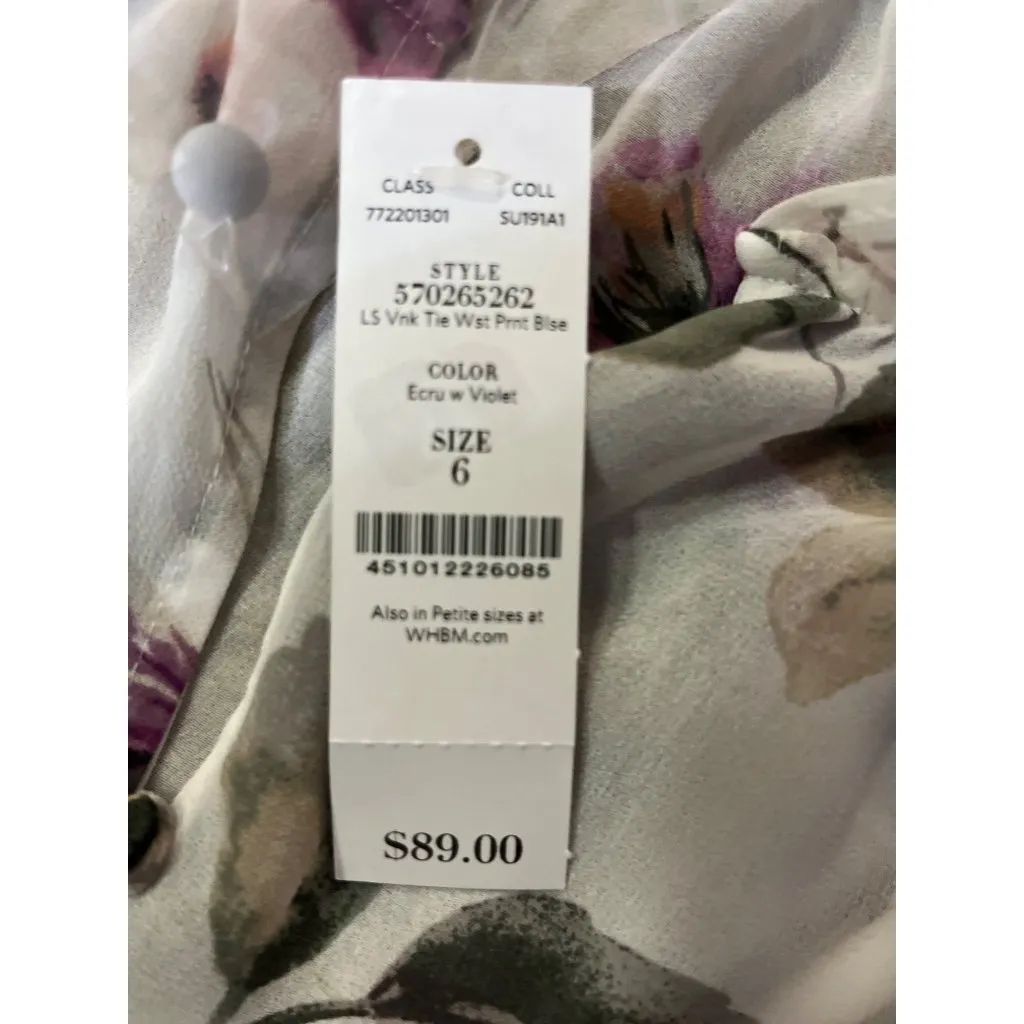 CLASS COLL
772201301 SU191A1
STYLE
570265262
LS Vnk Tie Wst Prnt Blse
COLOR
Ecru w Violet
SIZE
6
451012226085
Also in Petite sizes at
WHBM.com
$89.00